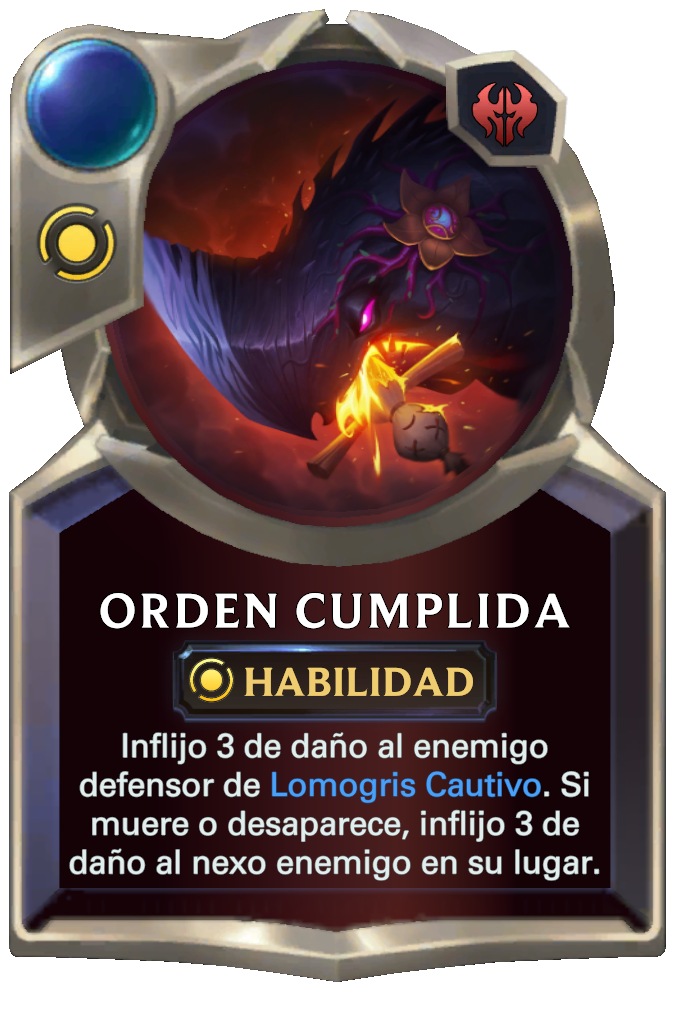 ORDEN CUMPLIDA
HABILIDAD
Inflijo 3 de daño al enemigo
defensor de Lomogris Cautivo. Si
muere o desaparece, inflijo 3 de
daño al nexo enemigo en su lugar.